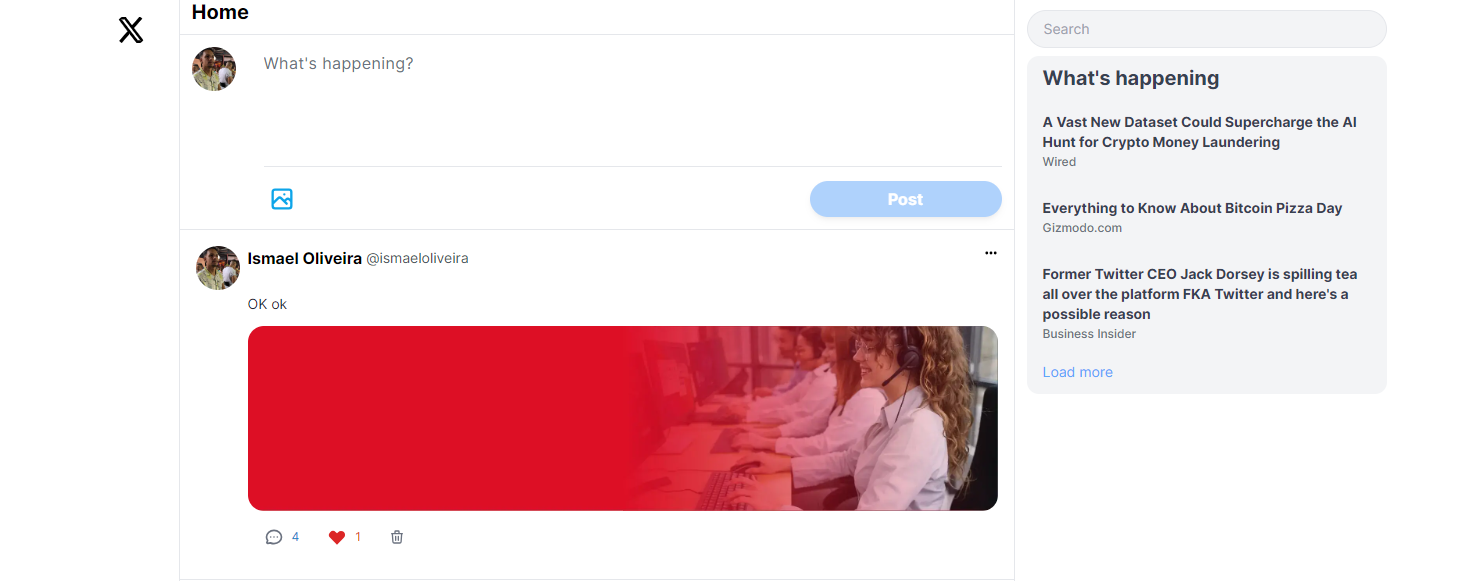 Home
What's happening?
Post
Ismael Oliveira @ismaeloliveira
OK ok
4 1
Search
What's happening
A Vast New Dataset Could Supercharge the AI
Hunt for Crypto Money Laundering
Wired
Everything to Know About Bitcoin Pizza Day
Gizmodo.com
Former Twitter CEO Jack Dorsey is spilling tea
all over the platform FKA Twitter and here's a
possible reason
Business Insider
Load more